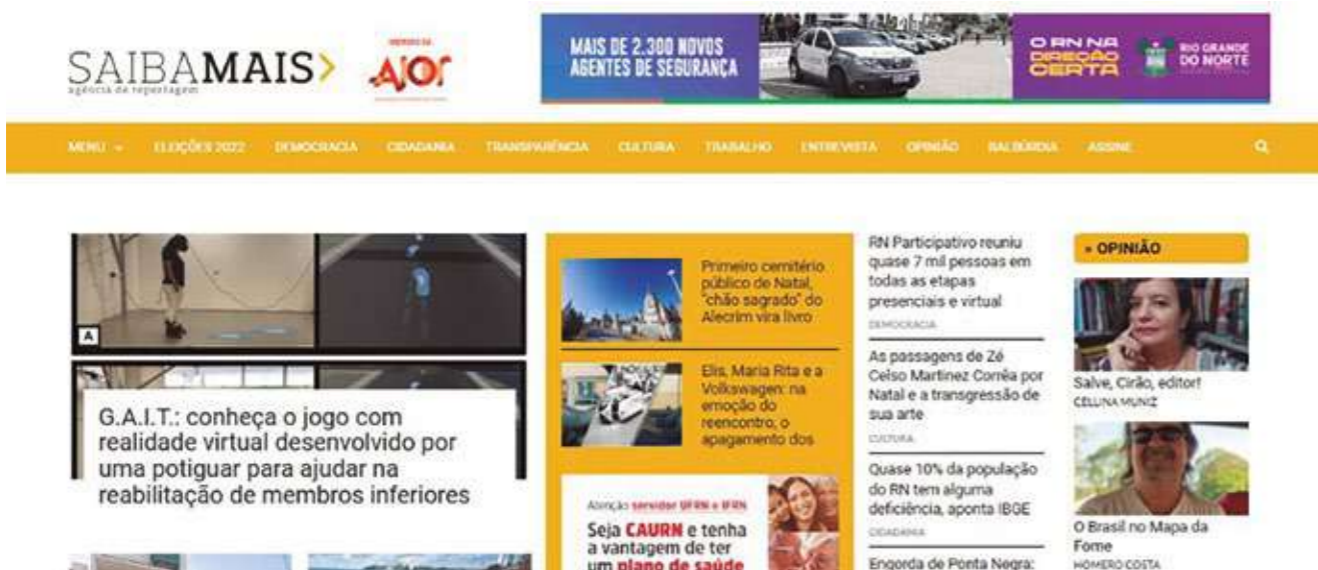 SAIBAMAIS>
agência de reportagem
AJOR
MAIS DE 2.300 NOVOS
AGENTES DE SEGURANÇA
O RN NA
DIREÇÃO
CERTA
RIO GRANDE
DO NORTE
MENU
ELEIÇÕES 2022
DEMOCRACIA
CIDADANIA
TRANSPARÊNCIA
CULTURA
TRABALHO
ENTREVISTA
OPINIÃO
BALBÚRDIA
ASSINE
A
G.A.I.T.: conheça o jogo com
realidade virtual desenvolvido por
uma potiguar para ajudar na
reabilitação de membros inferiores
Primeiro cemitério
público de Natal,
"chão sagrado" do
Alecrim vira livro
Elis, Maria Rita e a
Volkswagen: na
emoção do
reencontro, o
apagamento dos
Atenção servidor UFRN e IFRN
Seja CAURN e tenha
a vantagem de ter
um plano de saúde
RN Participativo reuniu
quase 7 mil pessoas em
todas as etapas
presenciais e virtual
DEMOCRACIA
As passagens de Zé
Celso Martinez Corrêa por
Natal e a transgressão de
sua arte
CULTURA
Quase 10% da população
do RN tem alguma
deficiência, aponta IBGE
CIDADANIA
Engorda de Ponta Negra:
» OPINIÃO
Salve, Cirão, editor!
CELLINA MUNIZ
O Brasil no Mapa da
Fome
HOMERO COSTA